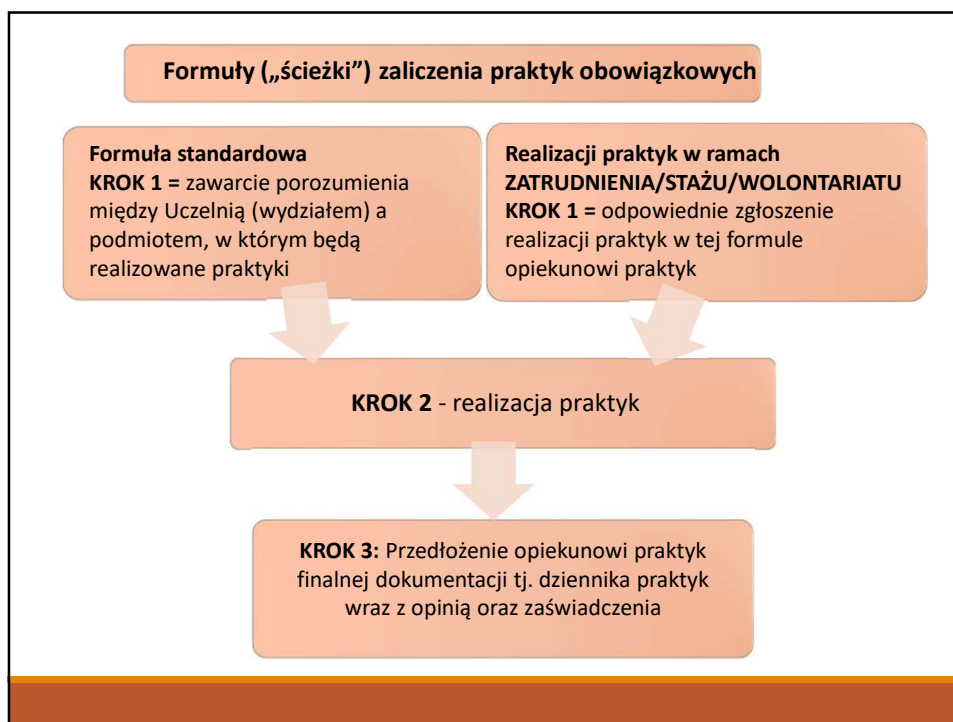 Formuły („ścieżki”) zaliczenia praktyk obowiązkowych
Formuła standardowa
KROK 1 = zawarcie porozumienia
między Uczelnią (wydziałem) a
podmiotem, w którym będą
realizowane praktyki
Realizacji praktyk w ramach
ZATRUDNIENIA/STAŻU/WOLONTARIATU
KROK 1 = odpowiednie zgłoszenie
realizacji praktyk w tej formule
opiekunowi praktyk
KROK 2 - realizacja praktyk
KROK 3: Przedłożenie opiekunowi praktyk
finalnej dokumentacji tj. dziennika praktyk
wraz z opinią oraz zaświadczenia